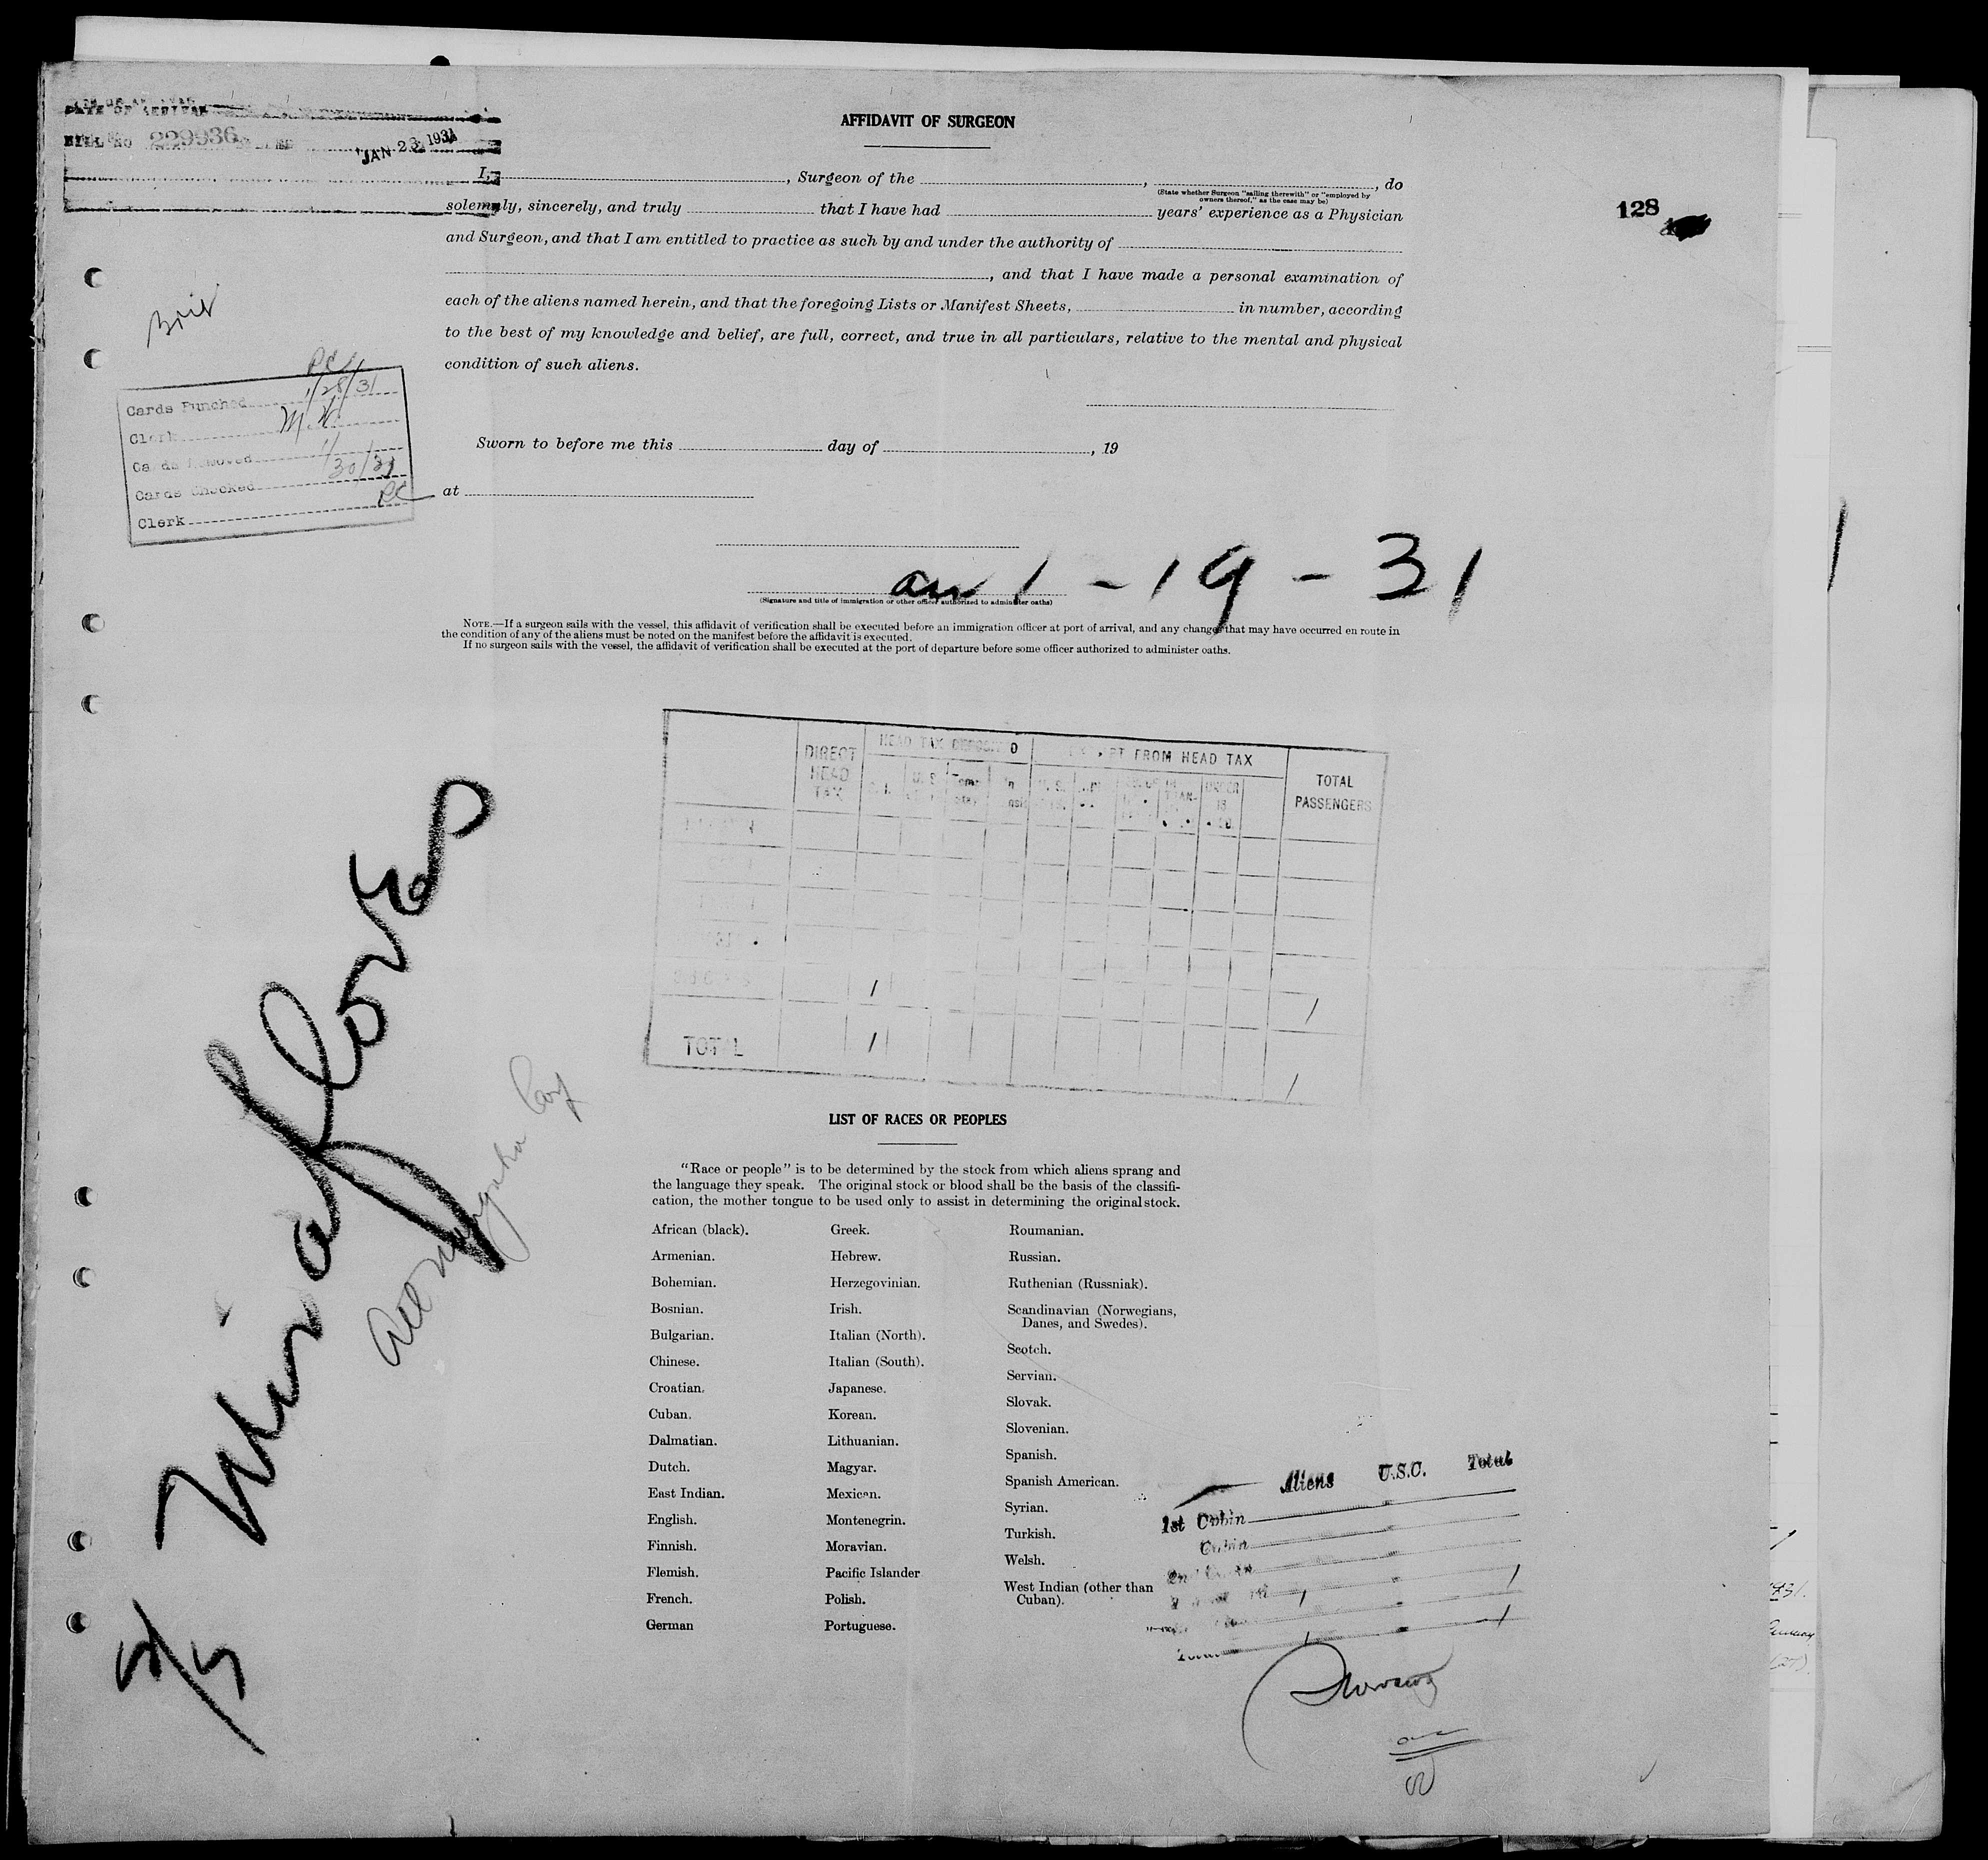 DATE OF ARRIVAL
BILL NO 229936
JAN 23 1931
AFFIDAVIT OF SURGEON
128
I, , Surgeon of the , , do
(State whether Surgeon "sailing therewith" or "employed by
owners thereof," as the case may be)
solemnly, sincerely, and truly that I have had years' experience as a Physician
and Surgeon, and that I am entitled to practice as such by and under the authority of
, and that I have made a personal examination of
each of the aliens named herein, and that the foregoing Lists or Manifest Sheets, in number, according
to the best of my knowledge and belief, are full, correct, and true in all particulars, relative to the mental and physical
condition of such aliens.
Brit
Cards Punched 1/28/31
Clerk
Cards Removed
Cards Checked 1/30/31
Clerk
Sworn to before me this day of , 19
at
1-19-31
(Signature and title of immigration or other officer authorized to administer oaths)
NOTE.—If a surgeon sails with the vessel, this affidavit of verification shall be executed before an immigration officer at port of arrival, and any changes that may have occurred en route in
the condition of any of the aliens must be noted on the manifest before the affidavit is executed.
If no surgeon sails with the vessel, the affidavit of verification shall be executed at the port of departure before some officer authorized to administer oaths.
DIRECT HEAD TAX
HEAD TAX DEPOSITED
EXEMPT FROM HEAD TAX
TOTAL PASSENGERS
1 1
TOTAL 1 1
S/S Miraflores
LIST OF RACES OR PEOPLES
"Race or people" is to be determined by the stock from which aliens sprang and
the language they speak. The original stock or blood shall be the basis of the classifi-
cation, the mother tongue to be used only to assist in determining the original stock.
African (black). Greek. Roumanian.
Armenian. Hebrew. Russian.
Bohemian. Herzegovinian. Ruthenian (Russniak).
Bosnian. Irish. Scandinavian (Norwegians,
Danes, and Swedes).
Bulgarian. Italian (North).
Scotch.
Chinese. Italian (South).
Servian.
Croatian. Japanese.
Slovak.
Cuban. Korean.
Slovenian.
Dalmatian. Lithuanian.
Spanish.
Dutch. Magyar.
Spanish American.
East Indian. Mexican.
Syrian.
English. Montenegrin.
Turkish.
Finnish. Moravian.
Welsh.
Flemish. Pacific Islander
West Indian (other than
Cuban).
French. Polish.
German Portuguese.
Aliens U.S.C. Total
1st Cabin
Cabin
1 1
Total 1 1